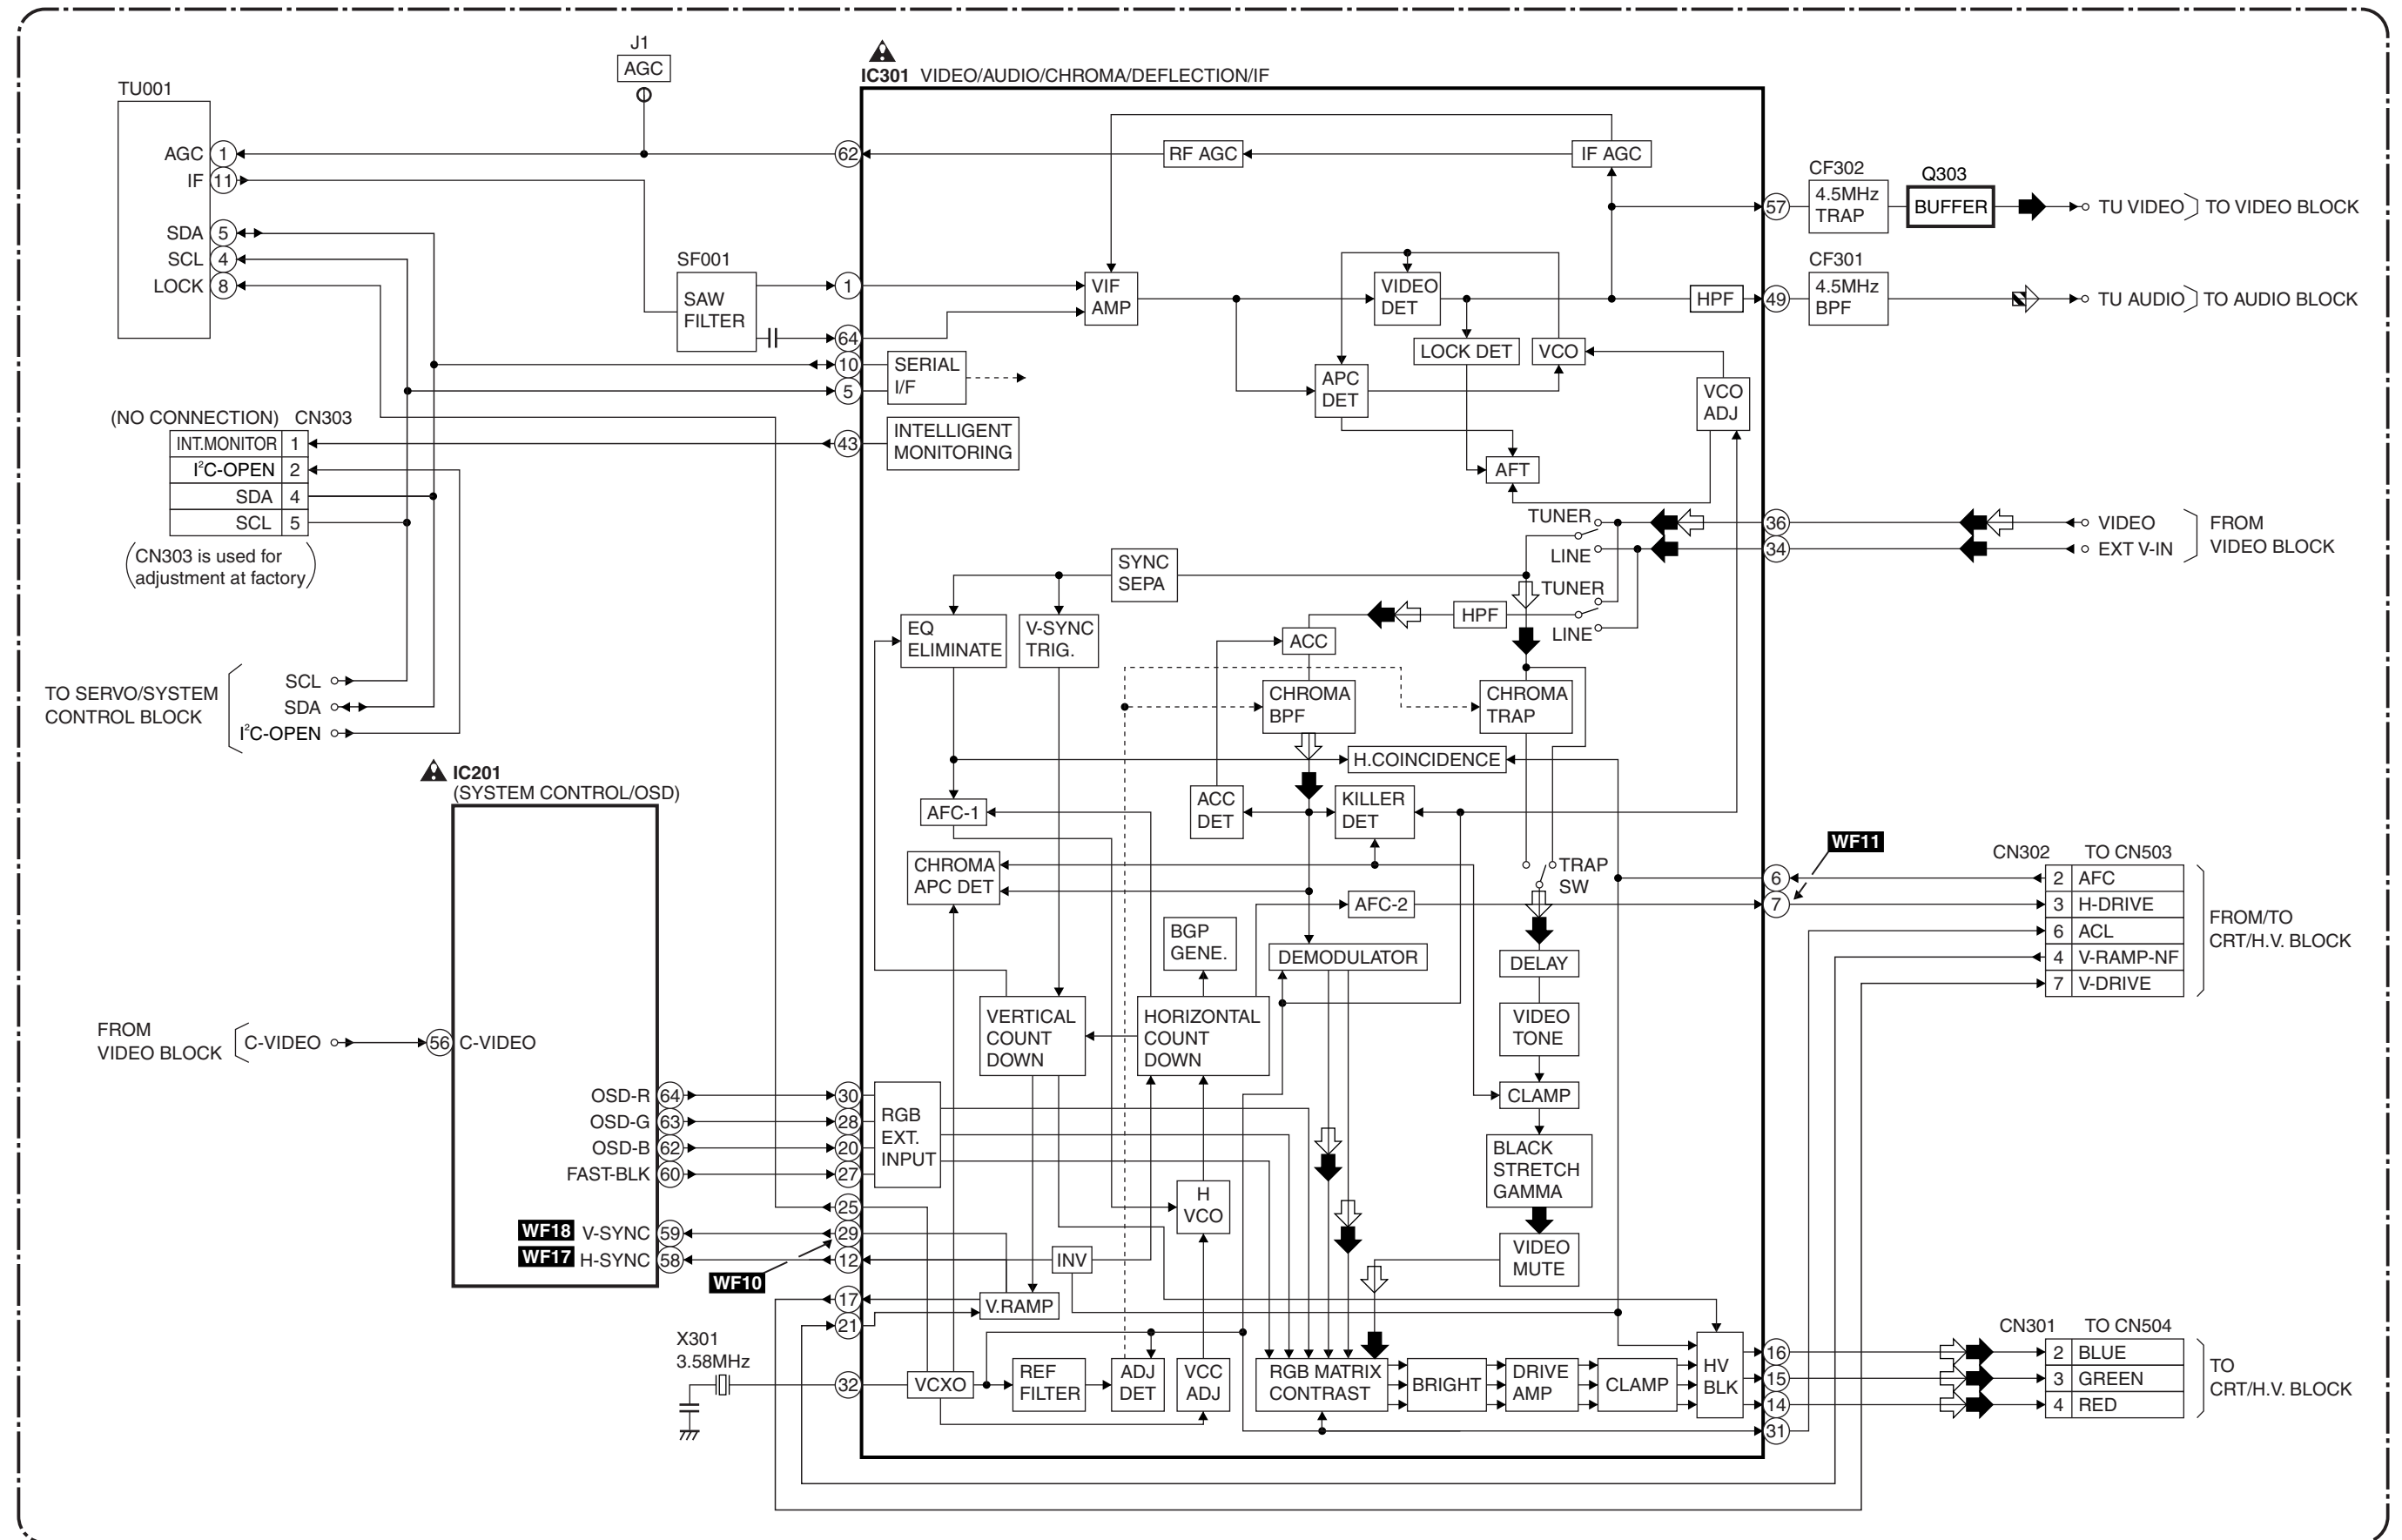 J1
AGC
IC301 VIDEO/AUDIO/CHROMA/DEFLECTION/IF
TU001
AGC 1
IF 11
SDA 5
SCL 4
LOCK 8
62
RF AGC
IF AGC
57
CF302
4.5MHz
TRAP
Q303
BUFFER
TU VIDEO
TO VIDEO BLOCK
SF001
SAW
FILTER
1
64
10
5
VIF
AMP
VIDEO
DET
HPF
49
CF301
4.5MHz
BPF
TU AUDIO
TO AUDIO BLOCK
LOCK DET
VCO
SERIAL
I/F
APC
DET
VCO
ADJ
(NO CONNECTION) CN303
INT.MONITOR 1
I²C-OPEN 2
SDA 4
SCL 5
(CN303 is used for
adjustment at factory)
43
INTELLIGENT
MONITORING
AFT
TUNER
LINE
36
34
VIDEO
EXT V-IN
FROM
VIDEO BLOCK
SYNC
SEPA
TUNER
HPF
LINE
EQ
ELIMINATE
V-SYNC
TRIG.
ACC
TO SERVO/SYSTEM
CONTROL BLOCK
SCL
SDA
I²C-OPEN
CHROMA
BPF
CHROMA
TRAP
H.COINCIDENCE
IC201
(SYSTEM CONTROL/OSD)
AFC-1
ACC
DET
KILLER
DET
CHROMA
APC DET
TRAP
SW
AFC-2
6
7
WF11
CN302 TO CN503
2 AFC
3 H-DRIVE
6 ACL
4 V-RAMP-NF
7 V-DRIVE
FROM/TO
CRT/H.V. BLOCK
BGP
GENE.
DEMODULATOR
DELAY
FROM
VIDEO BLOCK
C-VIDEO
56 C-VIDEO
VERTICAL
COUNT
DOWN
HORIZONTAL
COUNT
DOWN
VIDEO
TONE
CLAMP
OSD-R 64
OSD-G 63
OSD-B 62
FAST-BLK 60
30
28
20
27
RGB
EXT.
INPUT
BLACK
STRETCH
GAMMA
H
VCO
WF18 V-SYNC 59
WF17 H-SYNC 58
25
29
12
WF10
INV
VIDEO
MUTE
17
21
V.RAMP
X301
3.58MHz
32
VCXO
REF
FILTER
ADJ
DET
VCC
ADJ
RGB MATRIX
CONTRAST
BRIGHT
DRIVE
AMP
CLAMP
HV
BLK
16
15
14
31
CN301 TO CN504
2 BLUE
3 GREEN
4 RED
TO
CRT/H.V. BLOCK